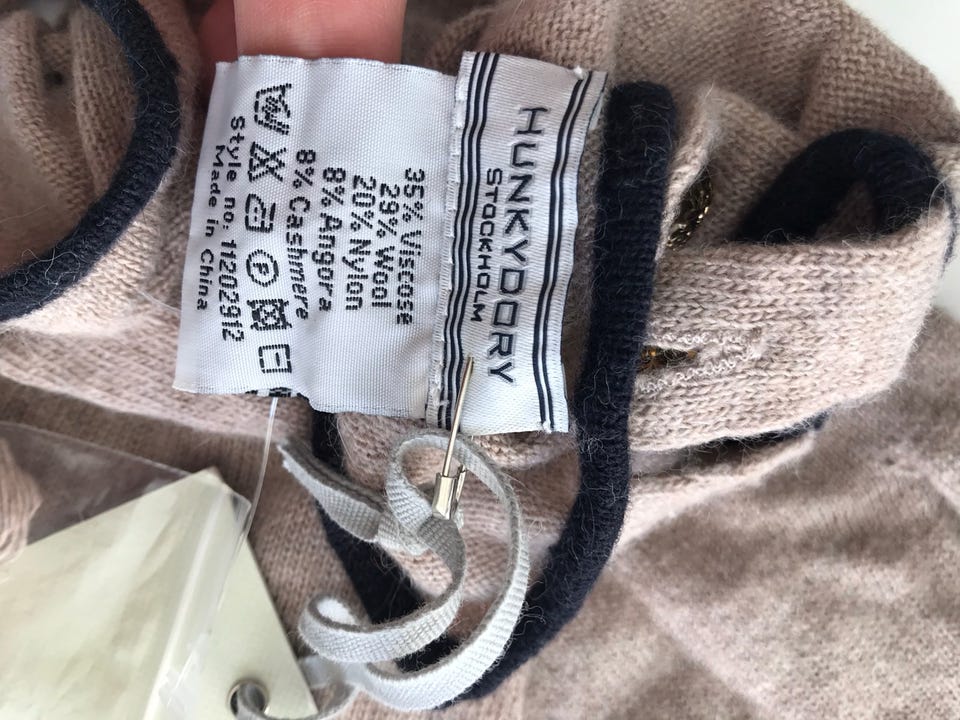 HUNKYDORY
STOCKHOLM
35% Viscose
29% Wool
20% Nylon
8% Angora
8% Cashmere
Style no: 11202912
Made in China